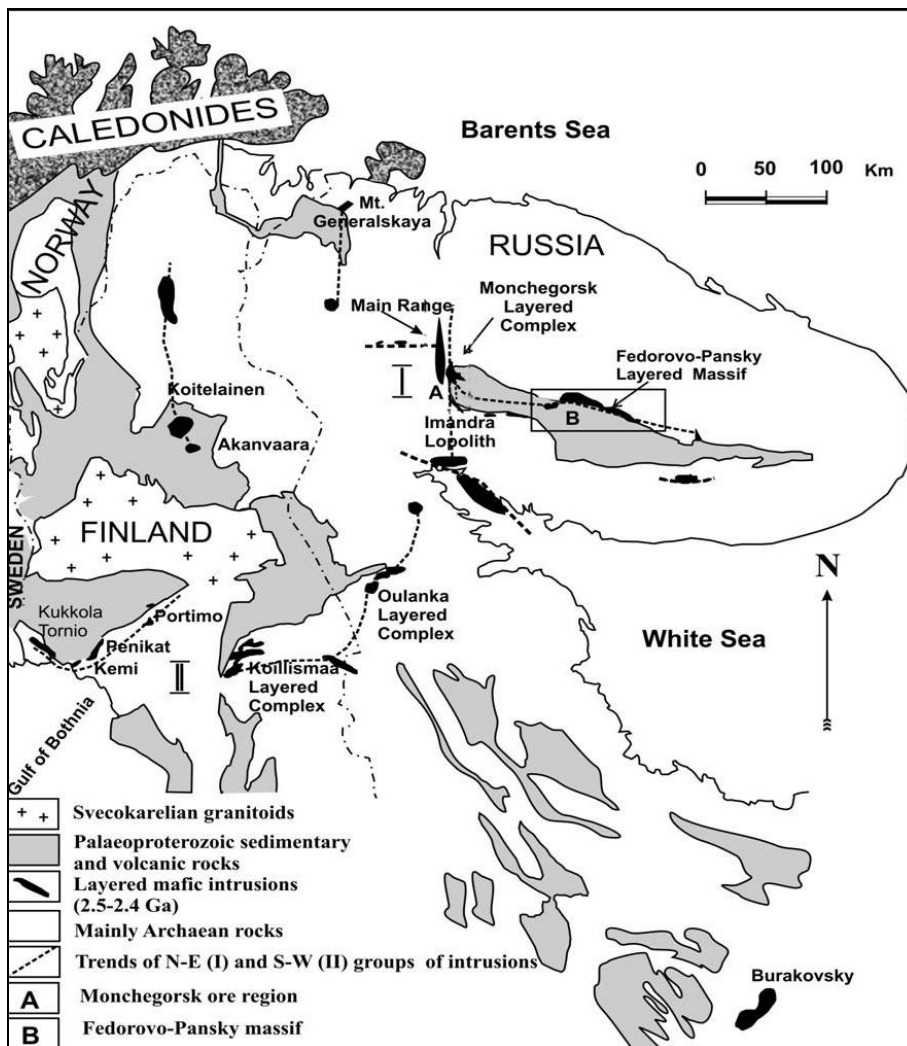 CALEDONIDES
Barents Sea
0 50 100 Km
NORWAY
Mt.
Generalskaya
RUSSIA
Monchegorsk
Layered
Complex
Main Range
Fedorovo-Pansky
Layered Massif
I
A
B
Koitelainen
Imandra
Lopolith
Akanvaara
FINLAND
SWEDEN
N
Oulanka
Layered
Complex
Kukkola
Tornio
Portimo
Penikat
Kemi
II
Koillismaa
Layered
Complex
White Sea
Gulf of Bothnia
Svecokarelian granitoids
Palaeoproterozoic sedimentary
and volcanic rocks
Layered mafic intrusions
(2.5-2.4 Ga)
Mainly Archaean rocks
Trends of N-E (I) and S-W (II) groups of intrusions
A Monchegorsk ore region
B Fedorovo-Pansky massif
Burakovsky